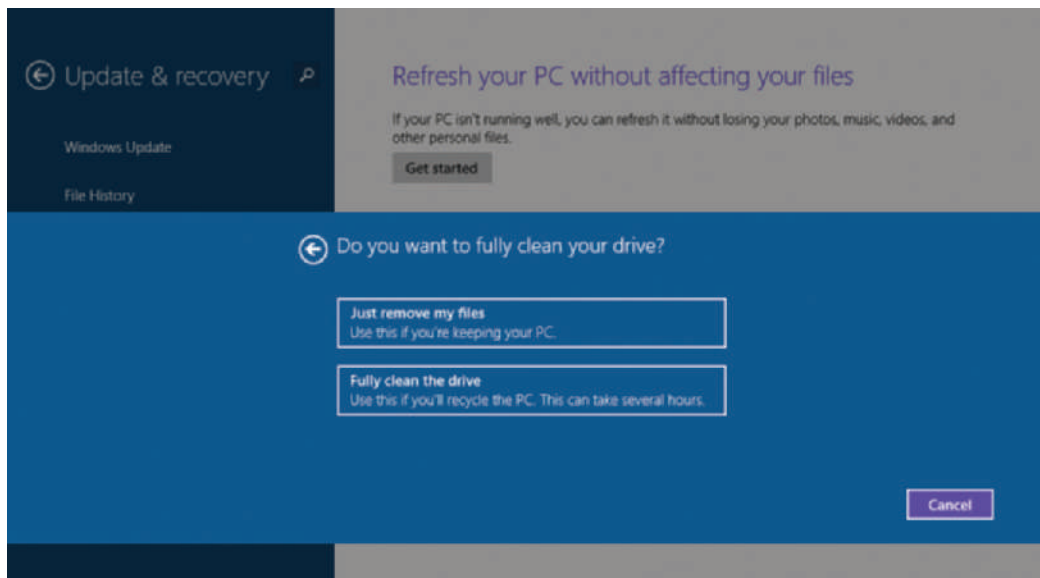 Update & recovery
Windows Update
File History
Refresh your PC without affecting your files
If your PC isn't running well, you can refresh it without losing your photos, music, videos, and
other personal files.
Get started
Do you want to fully clean your drive?
Just remove my files
Use this if you're keeping your PC.
Fully clean the drive
Use this if you'll recycle the PC. This can take several hours.
Cancel